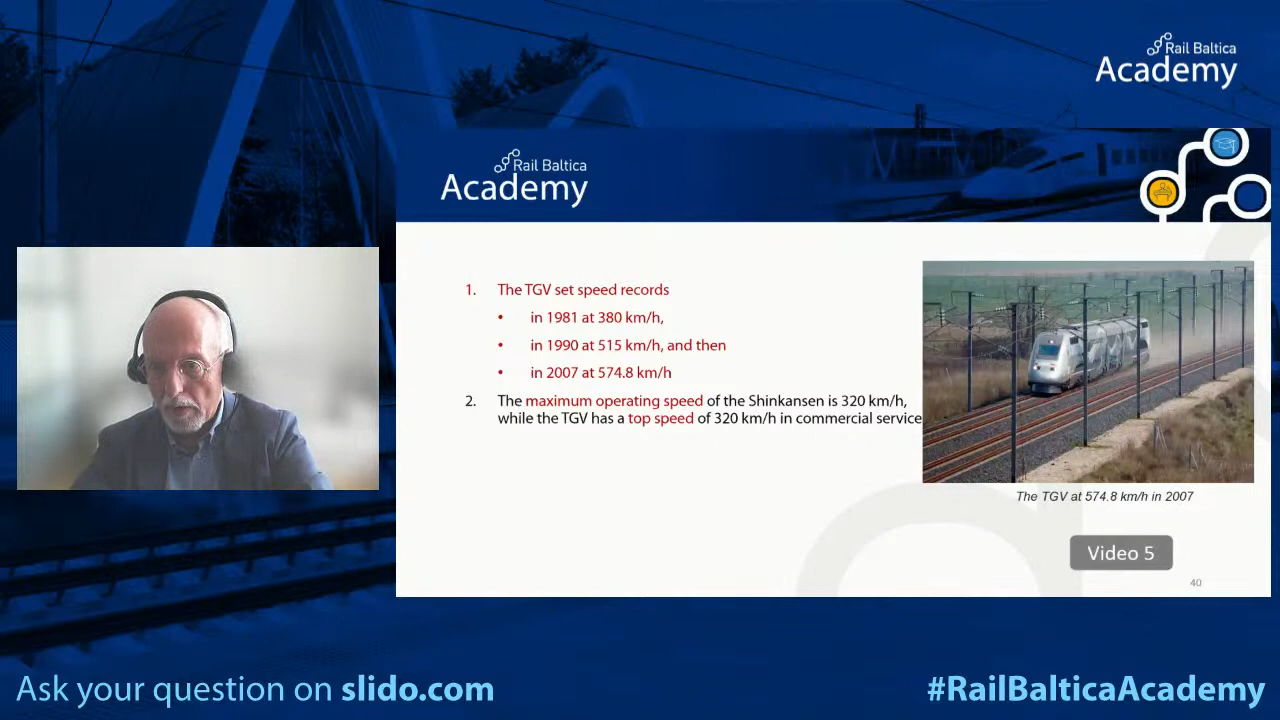 Rail Baltica
Academy
Rail Baltica
Academy
1. The TGV set speed records
• in 1981 at 380 km/h,
• in 1990 at 515 km/h, and then
• in 2007 at 574.8 km/h
2. The maximum operating speed of the Shinkansen is 320 km/h,
while the TGV has a top speed of 320 km/h in commercial service
The TGV at 574.8 km/h in 2007
Video 5
40
Ask your question on slido.com
#RailBalticaAcademy